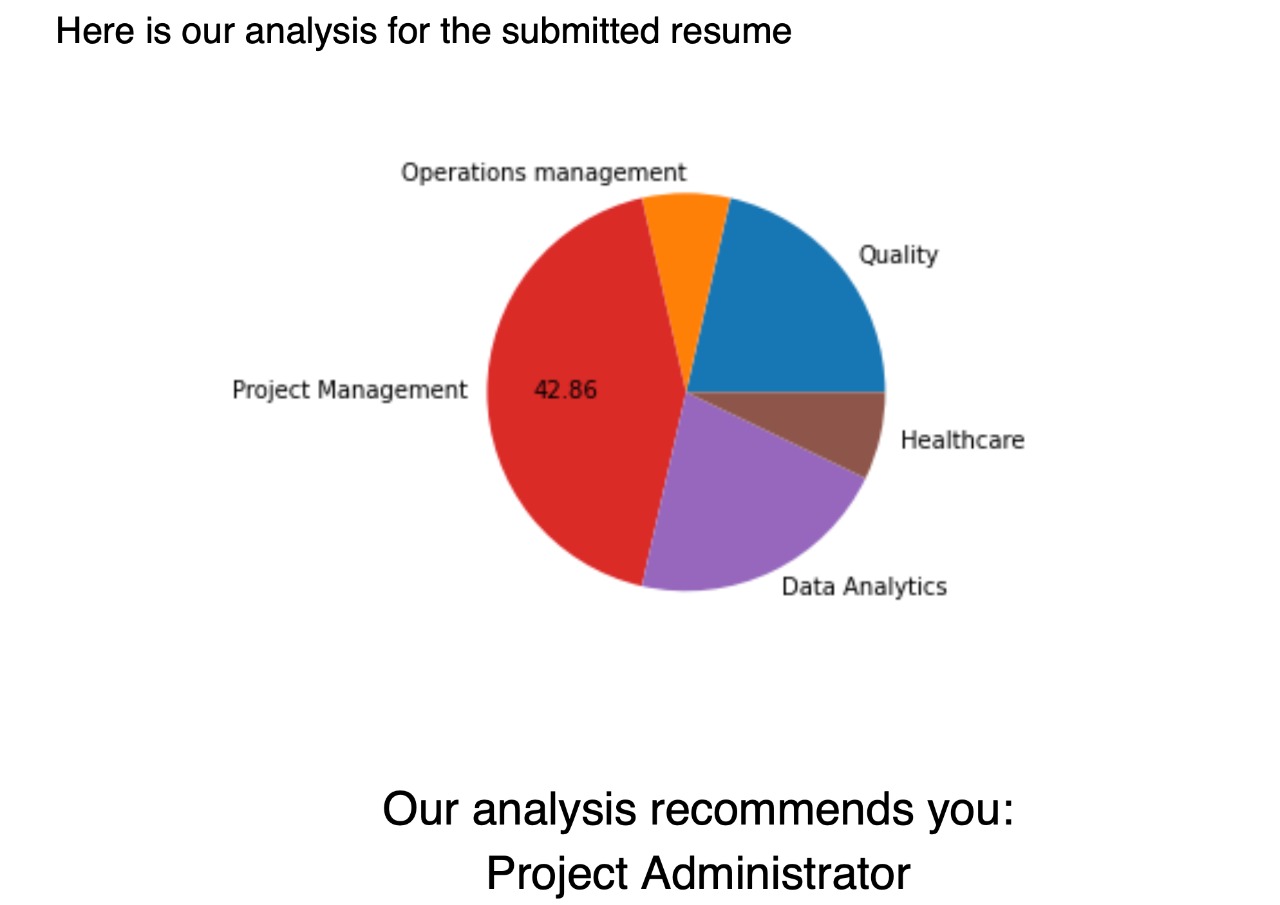 Here is our analysis for the submitted resume
Operations management
Quality
Project Management
42.86
Healthcare
Data Analytics
Our analysis recommends you:
Project Administrator